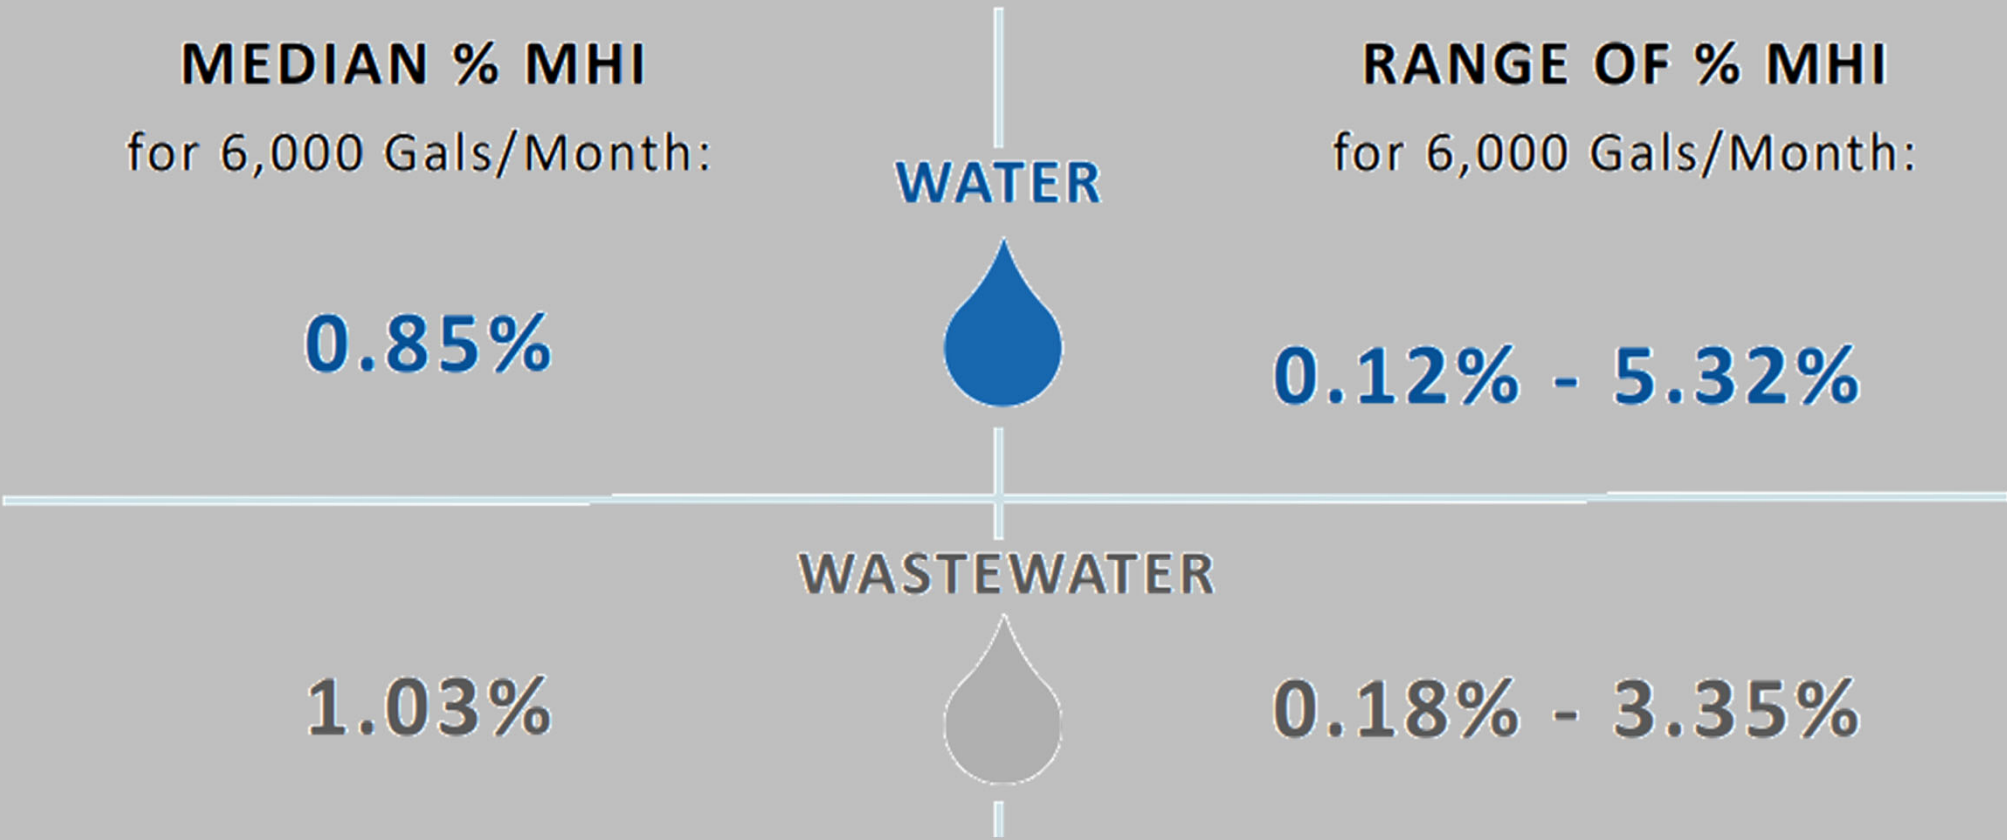 MEDIAN % MHI
for 6,000 Gals/Month:
RANGE OF % MHI
for 6,000 Gals/Month:
WATER
0.85%
0.12% - 5.32%
WASTEWATER
1.03%
0.18% - 3.35%